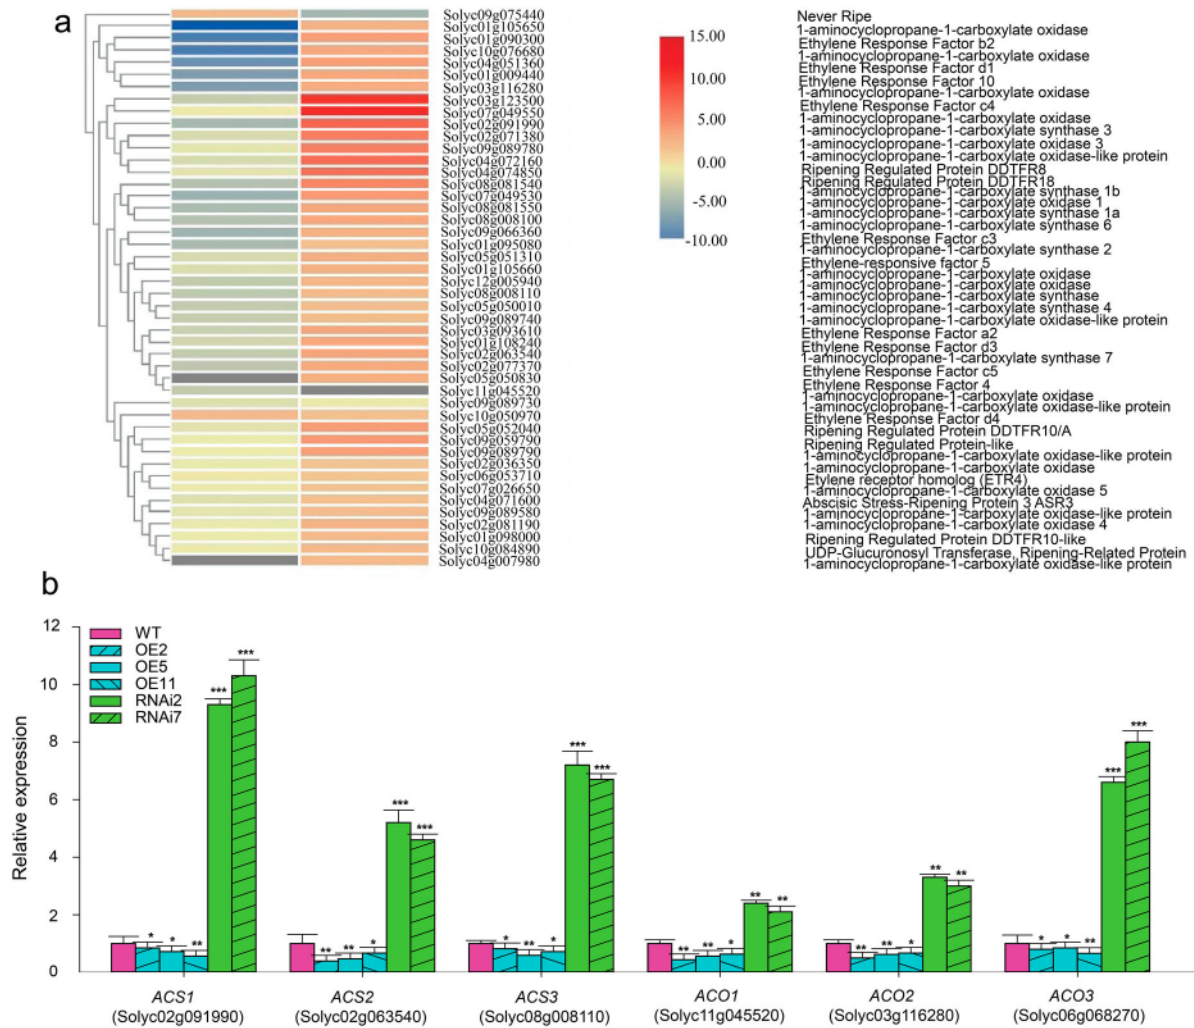 a
Solyc09g075440
Solyc01g105650
Solyc01g090300
Solyc10g076680
Solyc04g051360
Solyc01g009440
Solyc03g116280
Solyc03g123500
Solyc07g049550
Solyc02g091990
Solyc02g071380
Solyc09g089780
Solyc04g072160
Solyc04g074850
Solyc08g081540
Solyc07g049530
Solyc08g081550
Solyc08g008100
Solyc09g066360
Solyc01g095080
Solyc05g051310
Solyc01g105660
Solyc12g005940
Solyc08g008110
Solyc05g050010
Solyc09g089740
Solyc03g093610
Solyc01g108240
Solyc02g063540
Solyc02g077370
Solyc05g050830
Solyc11g045520
Solyc09g089730
Solyc10g050970
Solyc05g052040
Solyc09g059790
Solyc09g089790
Solyc02g036350
Solyc06g053710
Solyc07g026650
Solyc04g071600
Solyc09g089580
Solyc02g081190
Solyc01g098000
Solyc10g084890
Solyc04g007980
15.00
10.00
5.00
0.00
-5.00
-10.00
Never Ripe
1-aminocyclopropane-1-carboxylate oxidase
Ethylene Response Factor b2
1-aminocyclopropane-1-carboxylate oxidase
Ethylene Response Factor d1
Ethylene Response Factor 10
1-aminocyclopropane-1-carboxylate oxidase
Ethylene Response Factor c4
1-aminocyclopropane-1-carboxylate oxidase
1-aminocyclopropane-1-carboxylate synthase 3
1-aminocyclopropane-1-carboxylate oxidase 3
1-aminocyclopropane-1-carboxylate oxidase-like protein
Ripening Regulated Protein DDTFR8
Ripening Regulated Protein DDTFR18
1-aminocyclopropane-1-carboxylate synthase 1b
1-aminocyclopropane-1-carboxylate oxidase 1
1-aminocyclopropane-1-carboxylate synthase 1a
1-aminocyclopropane-1-carboxylate synthase 6
Ethylene Response Factor c3
1-aminocyclopropane-1-carboxylate synthase 2
Ethylene-responsive factor 5
1-aminocyclopropane-1-carboxylate oxidase
1-aminocyclopropane-1-carboxylate oxidase
1-aminocyclopropane-1-carboxylate synthase
1-aminocyclopropane-1-carboxylate synthase 4
1-aminocyclopropane-1-carboxylate oxidase-like protein
Ethylene Response Factor a2
Ethylene Response Factor d3
1-aminocyclopropane-1-carboxylate synthase 7
Ethylene Response Factor c5
Ethylene Response Factor 4
1-aminocyclopropane-1-carboxylate oxidase
1-aminocyclopropane-1-carboxylate oxidase-like protein
Ethylene Response Factor d4
Ripening Regulated Protein DDTFR10/A
Ripening Regulated Protein-like
1-aminocyclopropane-1-carboxylate oxidase-like protein
1-aminocyclopropane-1-carboxylate oxidase
Etylene receptor homolog (ETR4)
1-aminocyclopropane-1-carboxylate oxidase 5
Abscisic Stress-Ripening Protein 3 ASR3
1-aminocyclopropane-1-carboxylate oxidase-like protein
1-aminocyclopropane-1-carboxylate oxidase 4
Ripening Regulated Protein DDTFR10-like
UDP-Glucuronosyl Transferase, Ripening-Related Protein
1-aminocyclopropane-1-carboxylate oxidase-like protein
b
Relative expression
12
10
8
6
4
2
0
WT
OE2
OE5
OE11
RNAi2
RNAi7
* * ** *** ***
** ** * *** ***
* ** * *** ***
** ** * ** **
** ** * ** **
* * ** *** ***
ACS1 ACS2 ACS3 ACO1 ACO2 ACO3
(Solyc02g091990) (Solyc02g063540) (Solyc08g008110) (Solyc11g045520) (Solyc03g116280) (Solyc06g068270)